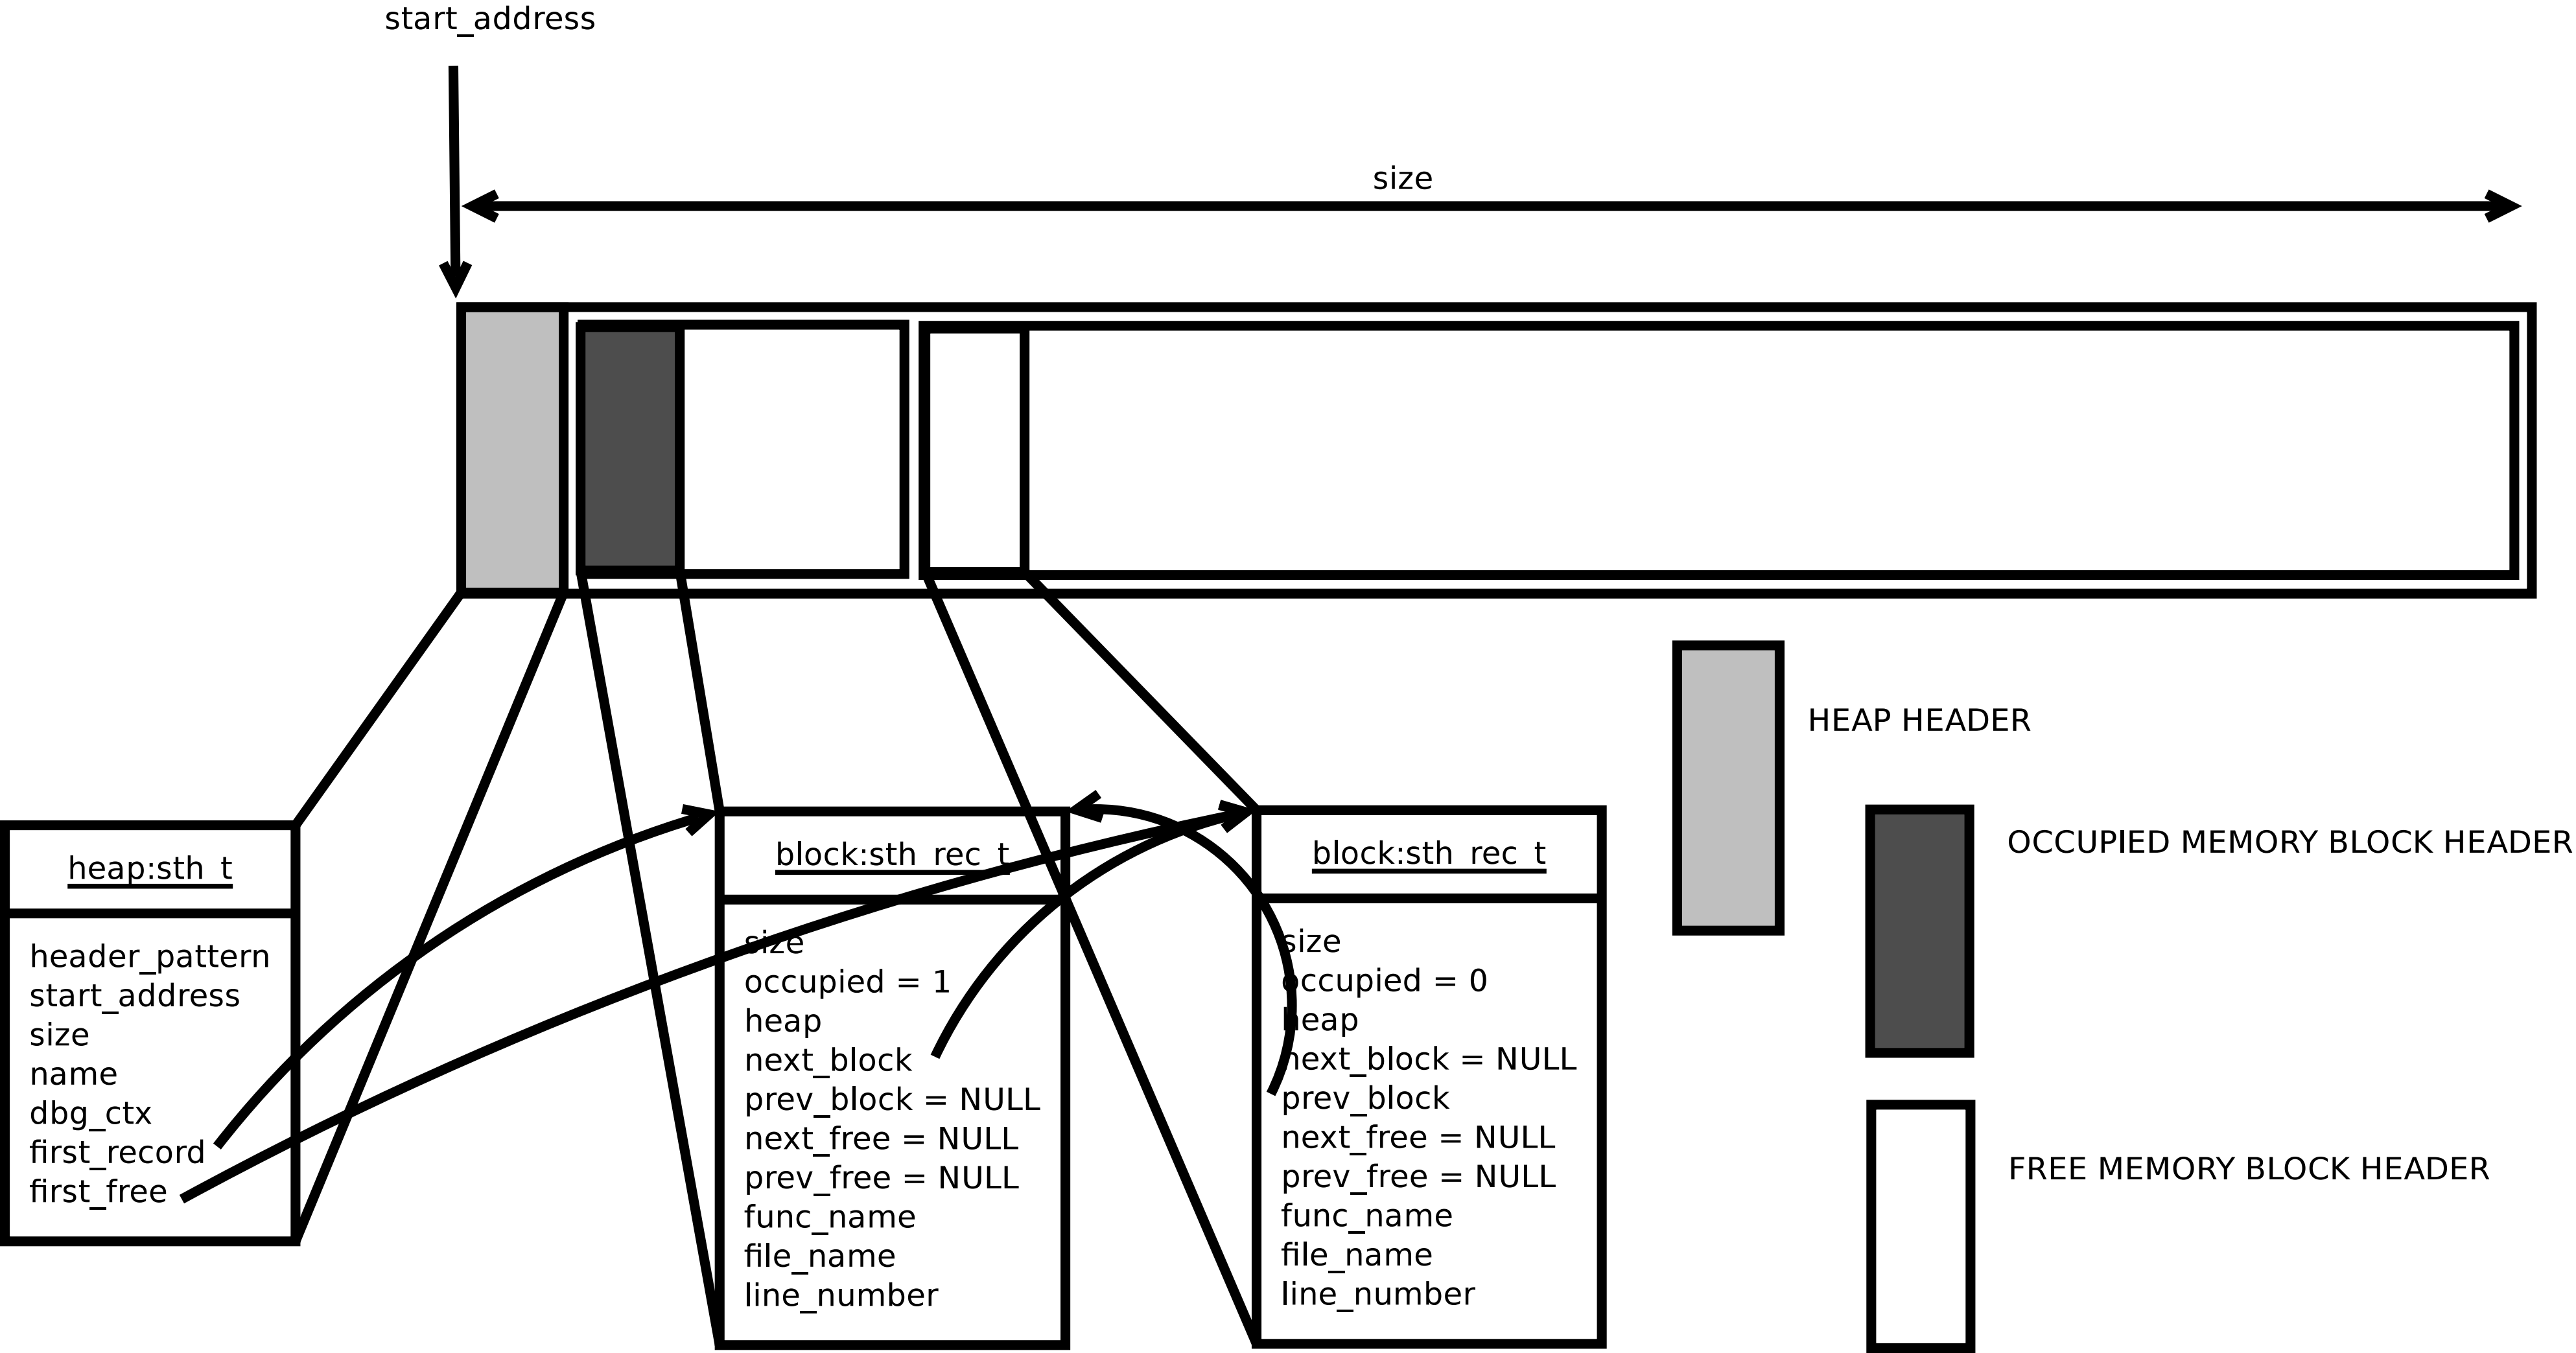 start_address
size
HEAP HEADER
OCCUPIED MEMORY BLOCK HEADER
FREE MEMORY BLOCK HEADER
heap:sth_t
header_pattern
start_address
size
name
dbg_ctx
first_record
first_free
block:sth_rec_t
size
occupied = 1
heap
next_block
prev_block = NULL
next_free = NULL
prev_free = NULL
func_name
file_name
line_number
block:sth_rec_t
size
occupied = 0
heap
next_block = NULL
prev_block
next_free = NULL
prev_free = NULL
func_name
file_name
line_number